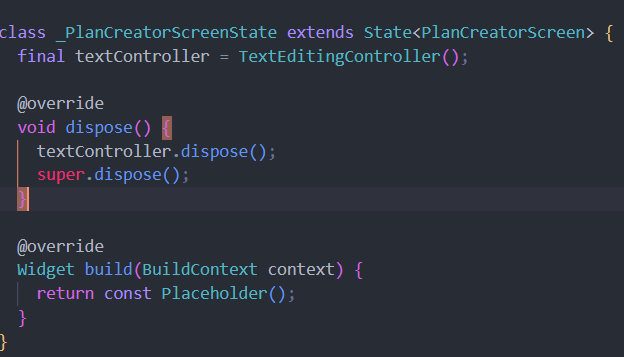 class _PlanCreatorScreenState extends State<PlanCreatorScreen> {
  final textController = TextEditingController();

  @override
  void dispose() {
    textController.dispose();
    super.dispose();
  }

  @override
  Widget build(BuildContext context) {
    return const Placeholder();
  }
}